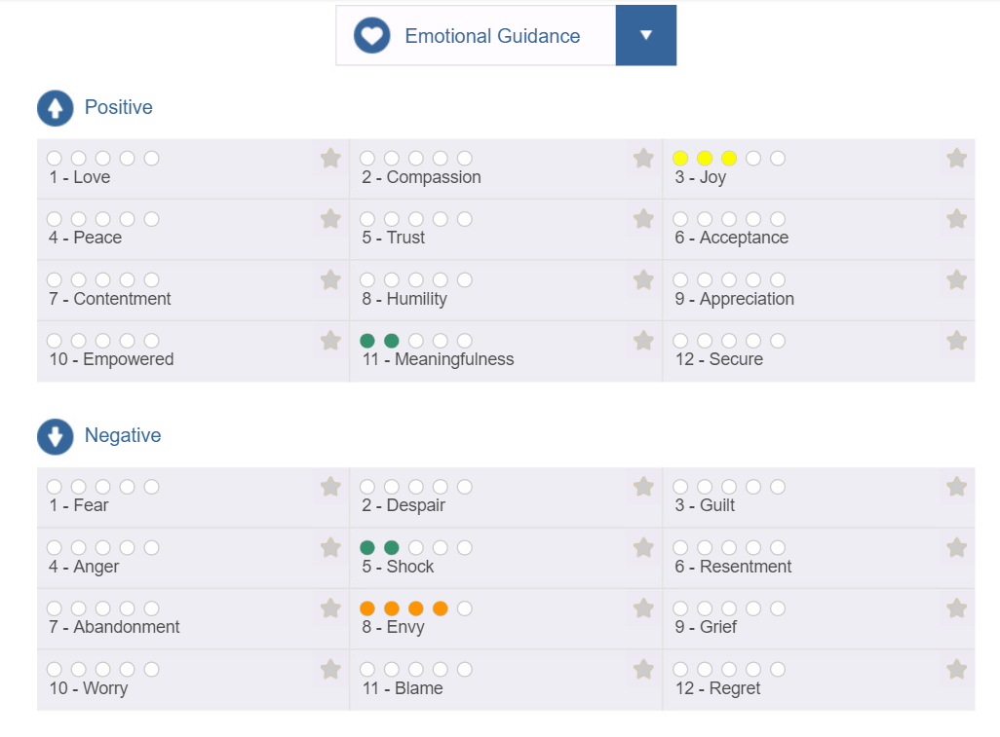 Emotional Guidance
Positive
1 - Love
2 - Compassion
3 - Joy
4 - Peace
5 - Trust
6 - Acceptance
7 - Contentment
8 - Humility
9 - Appreciation
10 - Empowered
11 - Meaningfulness
12 - Secure
Negative
1 - Fear
2 - Despair
3 - Guilt
4 - Anger
5 - Shock
6 - Resentment
7 - Abandonment
8 - Envy
9 - Grief
10 - Worry
11 - Blame
12 - Regret